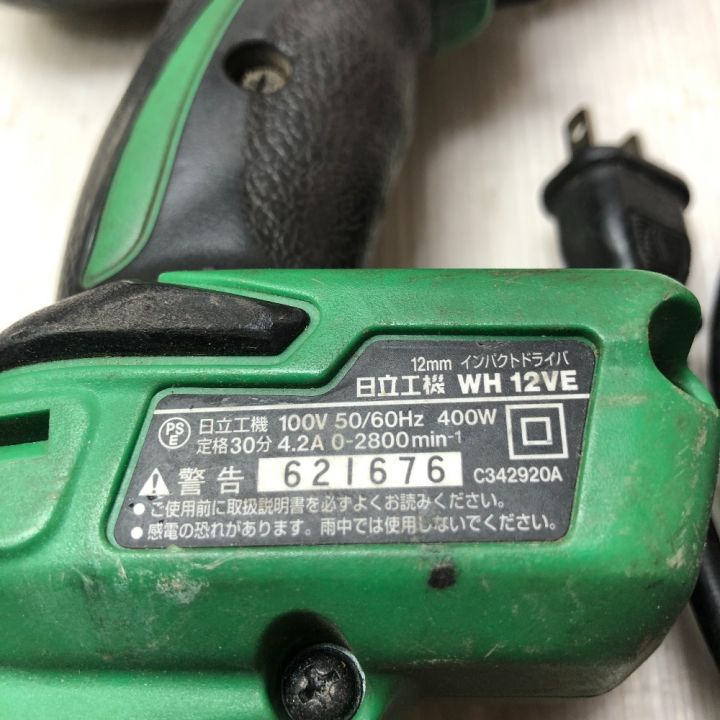 12mm インパクトドライバ
日立工機 WH 12VE
PS E 日立工機 100V 50/60Hz 400W
定格30分 4.2A 0-2800min⁻¹
警告 621676 C342920A
● ご使用前に取扱説明書を必ずよくお読みください。
● 感電の恐れがあります。雨中では使用しないでください。